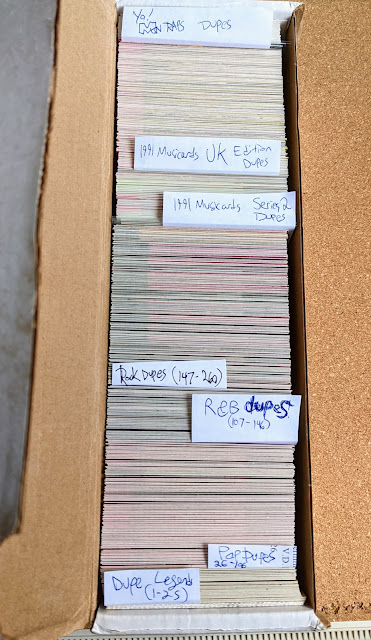 Yo!
MTV RAPS DUPES
1991 Musicards UK Edition
Dupes
1991 Musicards Series 2
Dupes
Rock Dupes (147-260)
R&B dupes
(107-146)
Pop Dupes
26-106
V.D.
Dupe Legends
(1-25)